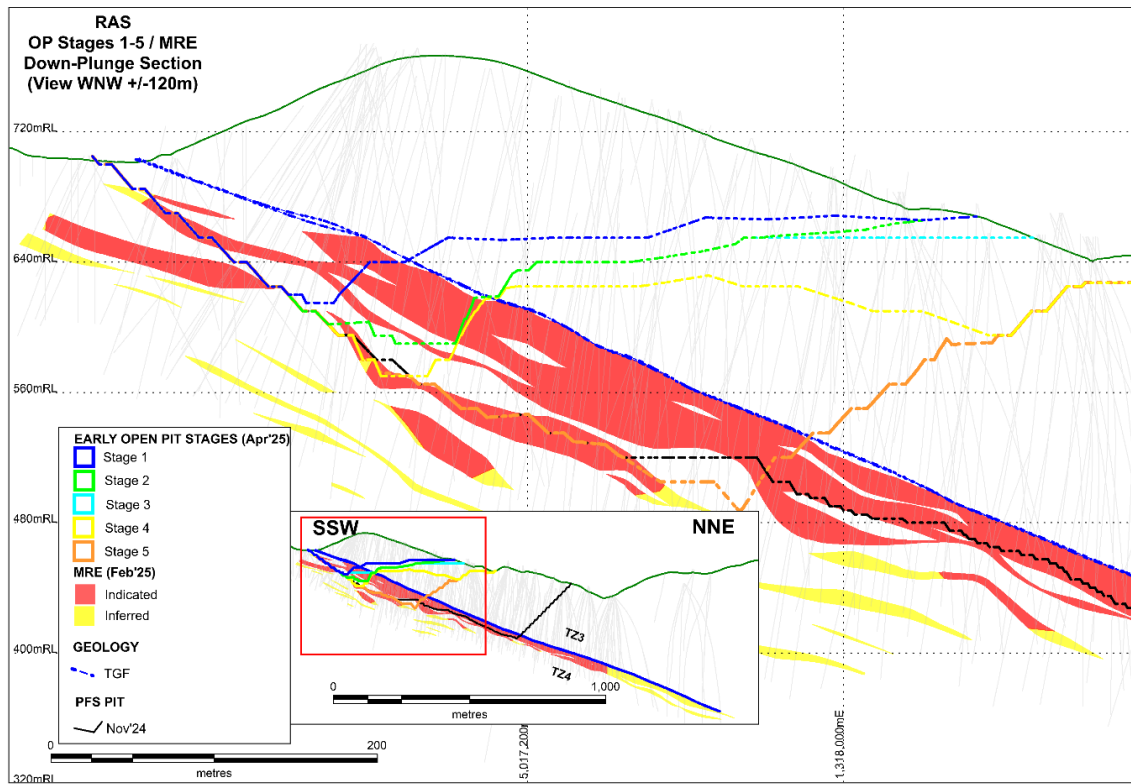 RAS
OP Stages 1-5 / MRE
Down-Plunge Section
(View WNW +/-120m)
720mRL
640mRL
560mRL
480mRL
400mRL
320mRL
EARLY OPEN PIT STAGES (Apr'25)
Stage 1
Stage 2
Stage 3
Stage 4
Stage 5
MRE (Feb'25)
Indicated
Inferred
GEOLOGY
TGF
PFS PIT
Nov'24
0 200
metres
SSW NNE
TZ3
TZ4
0 1,000
metres
1,318,000mE